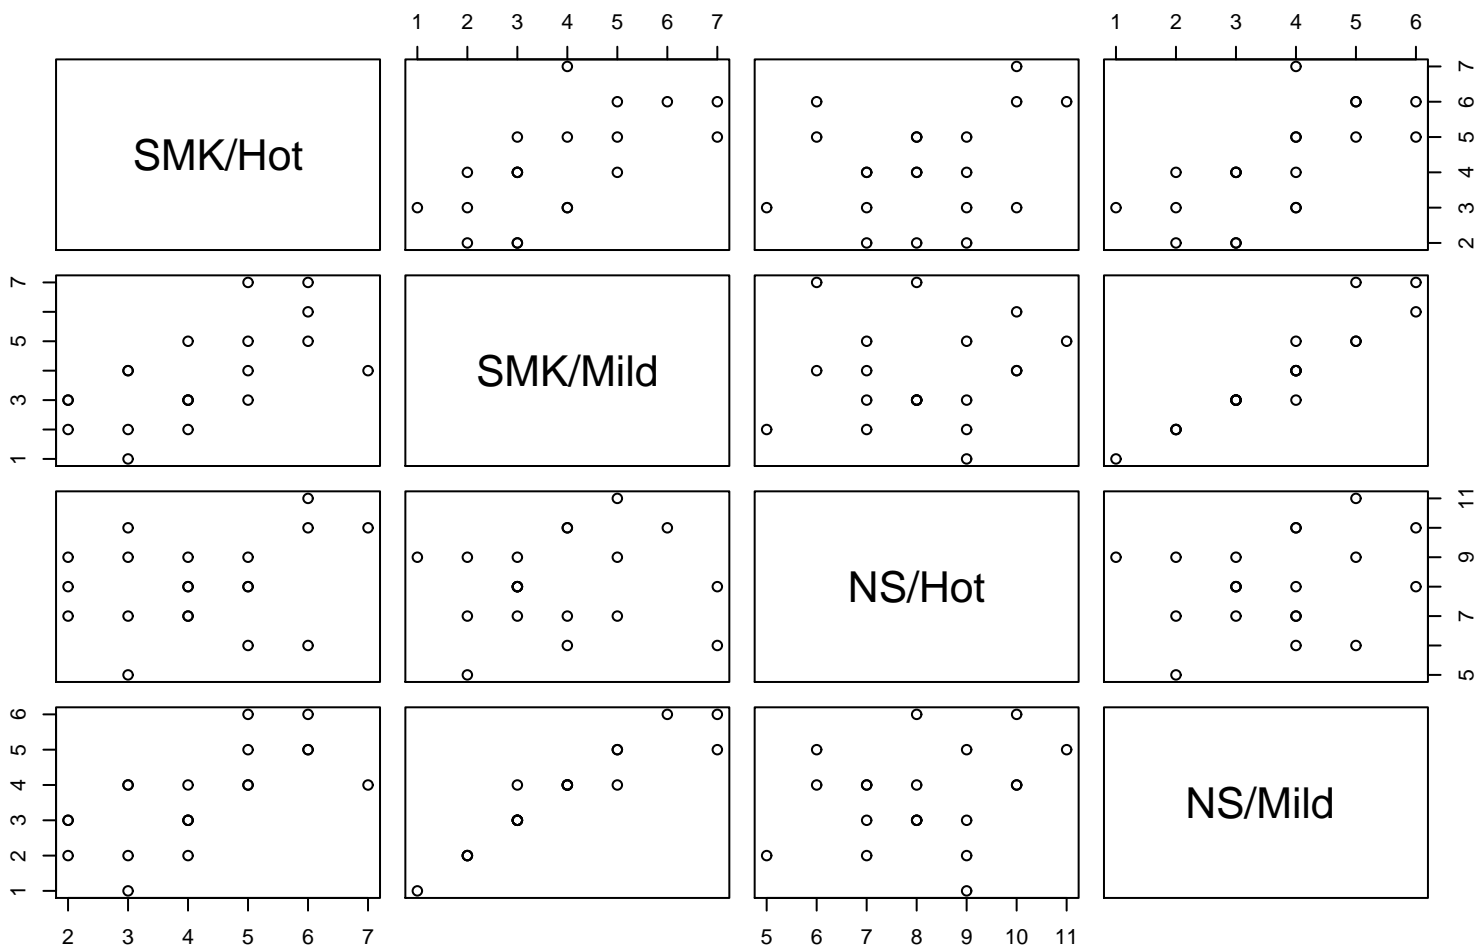 1 2 3 4 5 6 7 1 2 3 4 5 6
SMK/Hot
2 3 4 5 6 7
1 3 5 7
SMK/Mild
NS/Hot
5 7 9 11
1 2 3 4 5 6
NS/Mild
2 3 4 5 6 7 5 6 7 8 9 10 11